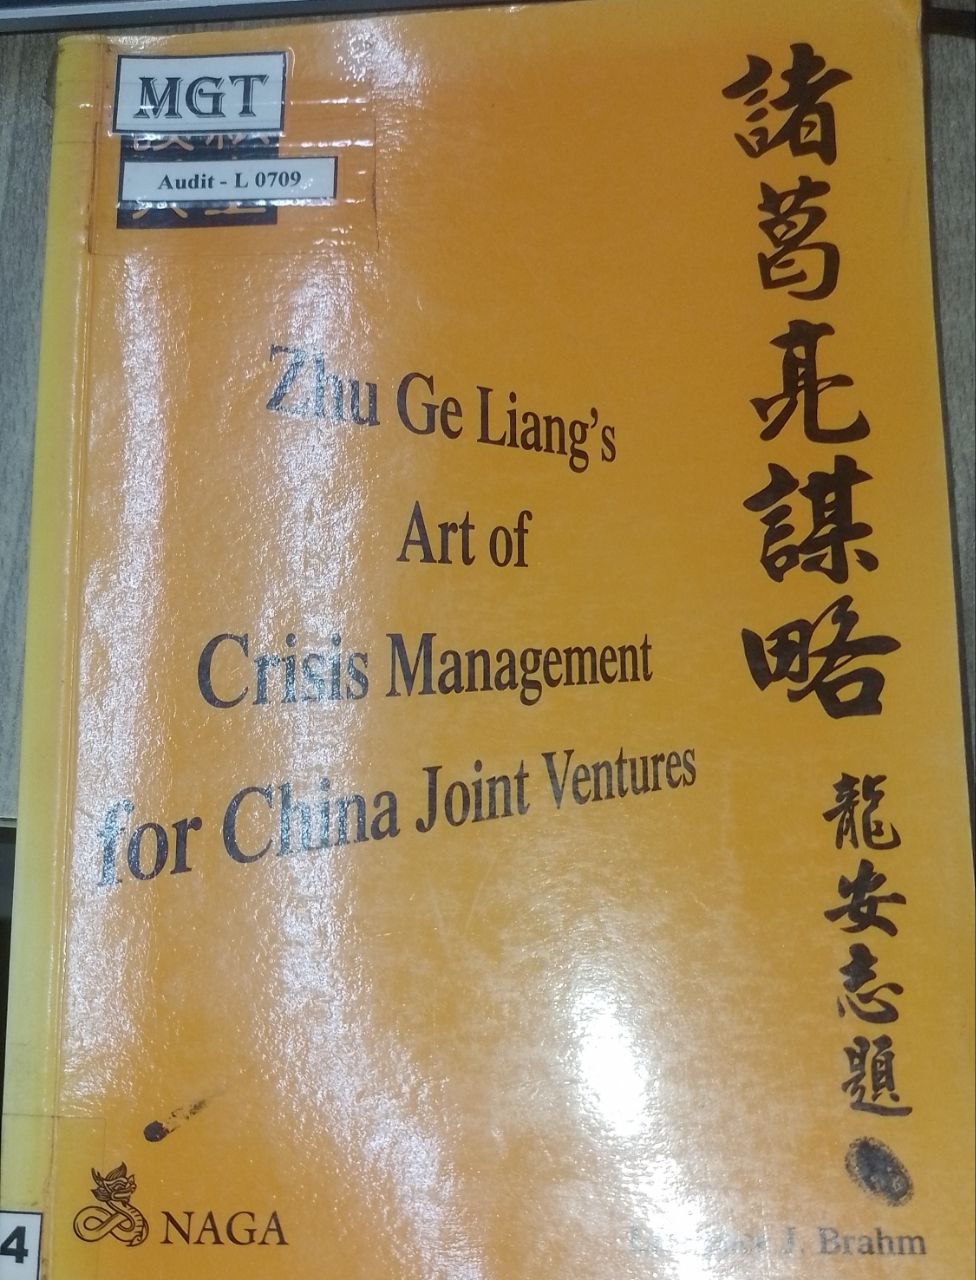 MGT
Audit - L 0709
諸葛亮謀略
龍安志題
Zhu Ge Liang's
Art of
Crisis Management
for China Joint Ventures
NAGA
J. Brahm
4